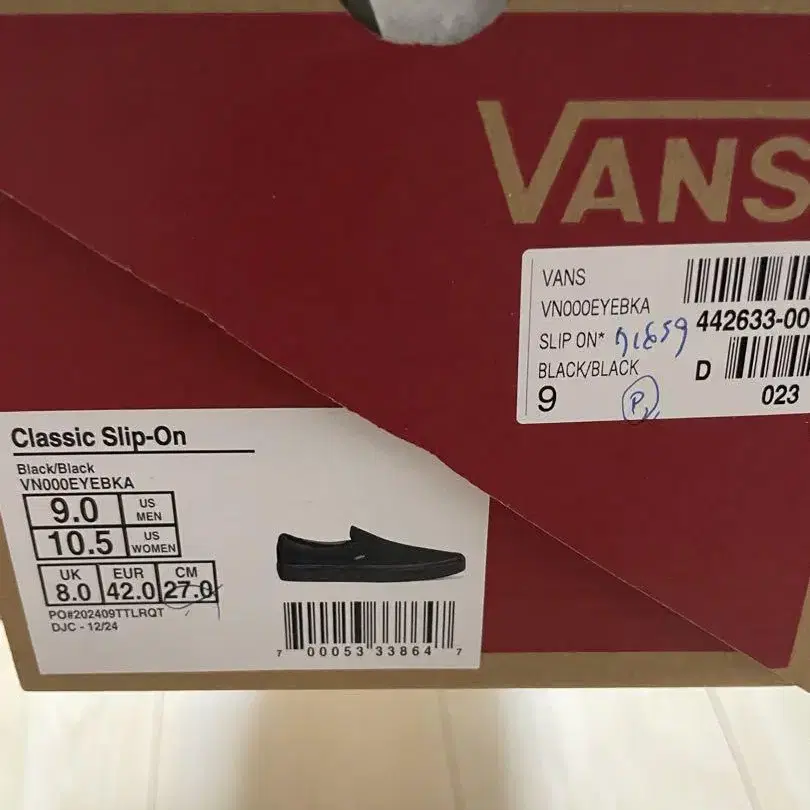 VANS
VANS
VN000EYEBKA
442633-00
SLIP ON*
BLACK/BLACK
D
9
P
023
Classic Slip-On
Black/Black
VN000EYEBKA
9.0 US MEN
10.5 US WOMEN
UK EUR CM
8.0 42.0 27.0
PO#202409TTLRQT
DJC - 12/24
7 00053 33864 7